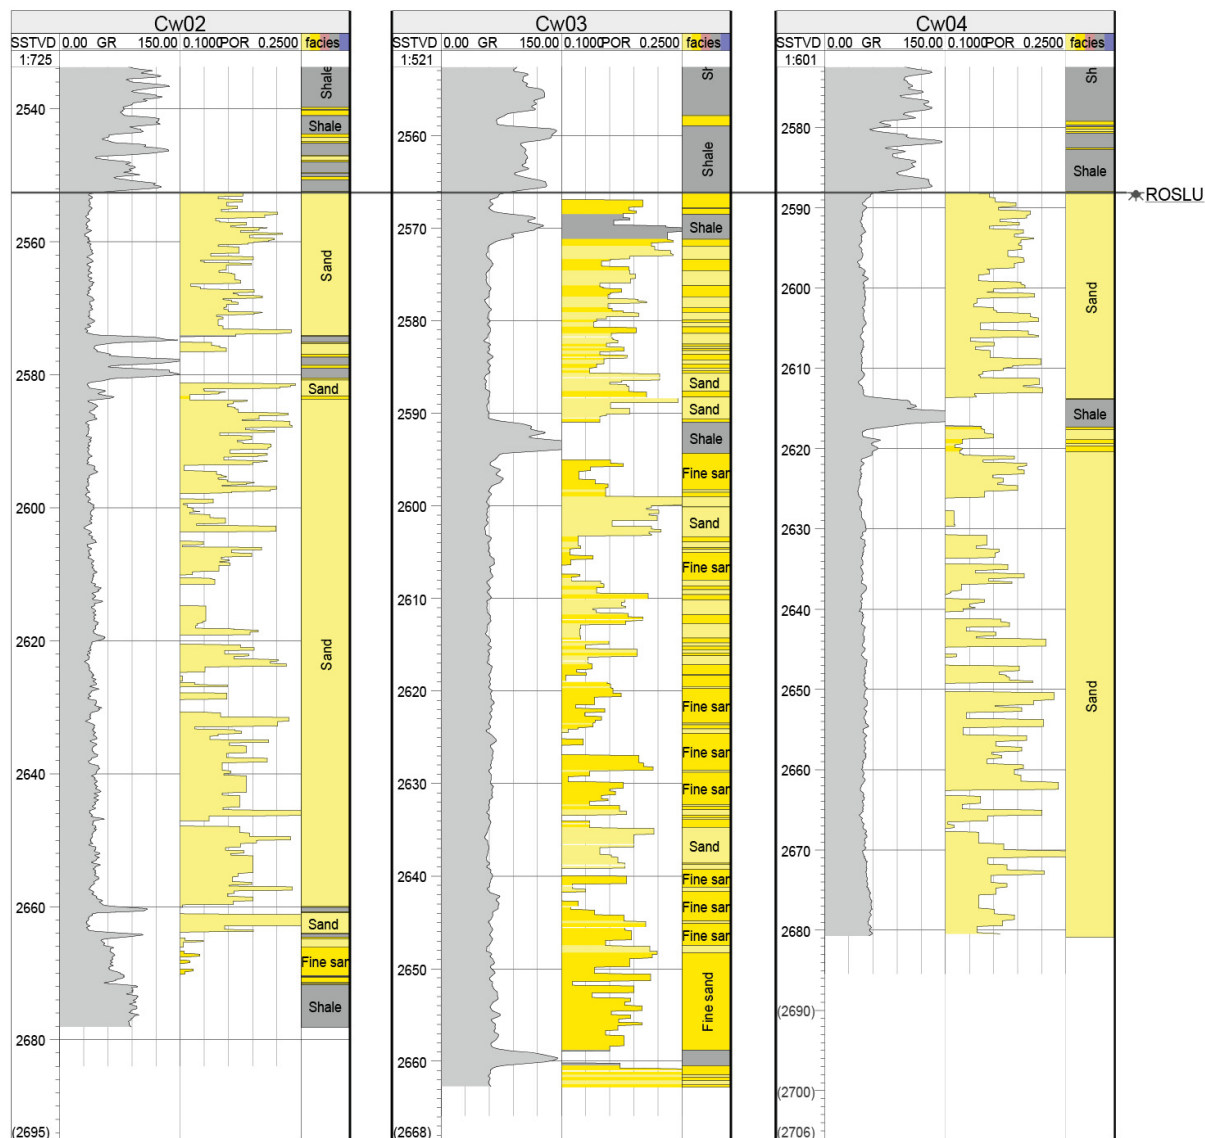 Cw02 Cw03 Cw04
SSTVD 0.00 GR 150.00 0.1000 POR 0.2500 facies SSTVD 0.00 GR 150.00 0.1000 POR 0.2500 facies SSTVD 0.00 GR 150.00 0.1000 POR 0.2500 facies
1:725 1:521 1:601
Shale Sh Sh
2540
Shale 2580
2560 Shale
Shale
ROSLU
2590
2570 Shale
2560
Sand
2600
Sand
2580
2610
2580 Sand
Sand
Sand 2590 Shale
Shale 2620
Fine sar
2600 2600 2630
Sand
Fine sar
2640
2610
2620
Sand
2620 2650
Fine sar Sand
Fine sar
2660
2640 2630 Fine sar
Sand 2670
2640 Fine sar
2660 Fine sar
Sand 2680
Fine sar
2650
Fine sar
Shale Fine sand
(2690)
2680 2660
(2700)
(2695) (2668) (2706)